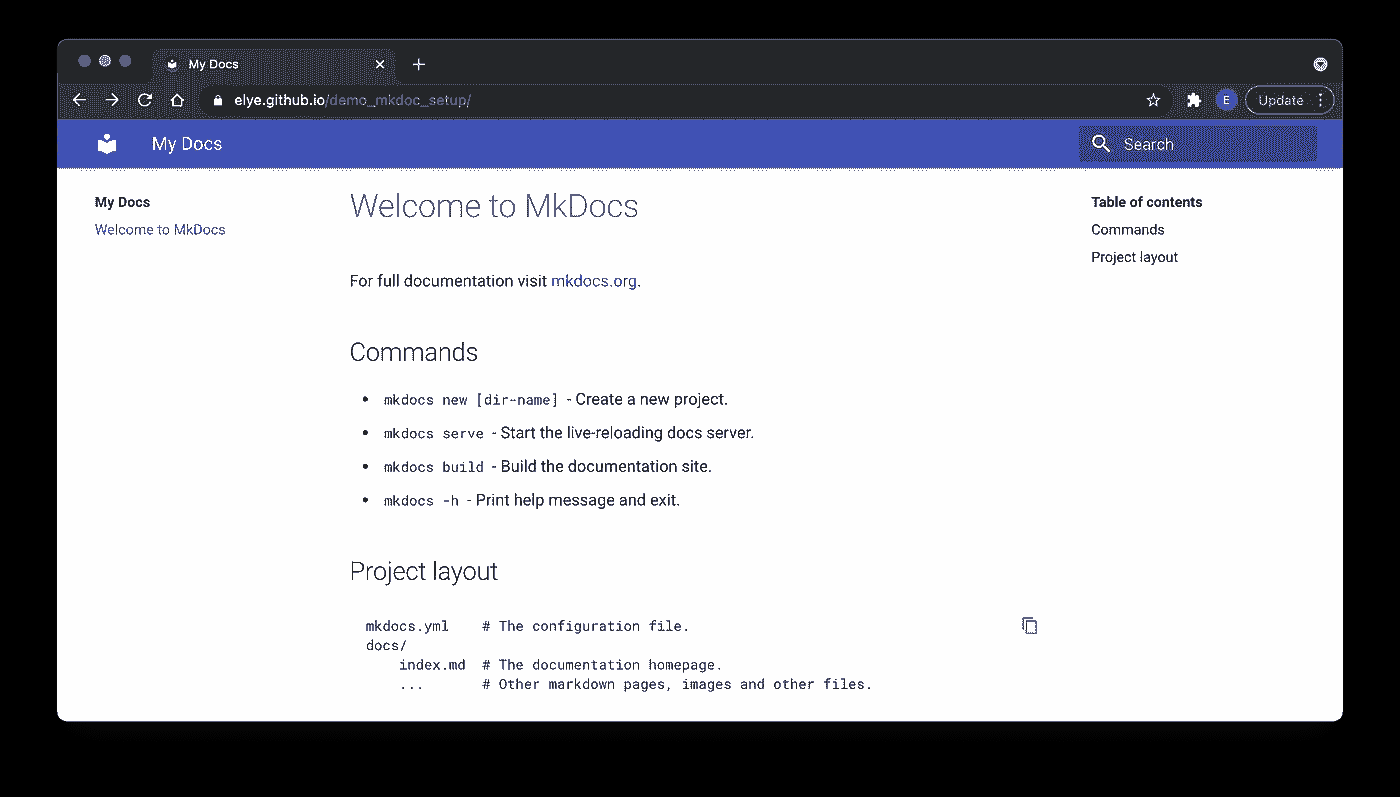 My Docs
elye.github.io/demo_mkdoc_setup/
E
Update
My Docs
Search
My Docs
Welcome to MkDocs
Welcome to MkDocs
For full documentation visit mkdocs.org.
Commands
• mkdocs new [dir-name] - Create a new project.
• mkdocs serve - Start the live-reloading docs server.
• mkdocs build - Build the documentation site.
• mkdocs -h - Print help message and exit.
Project layout
mkdocs.yml    # The configuration file.
docs/
    index.md  # The documentation homepage.
    ...       # Other markdown pages, images and other files.
Table of contents
Commands
Project layout